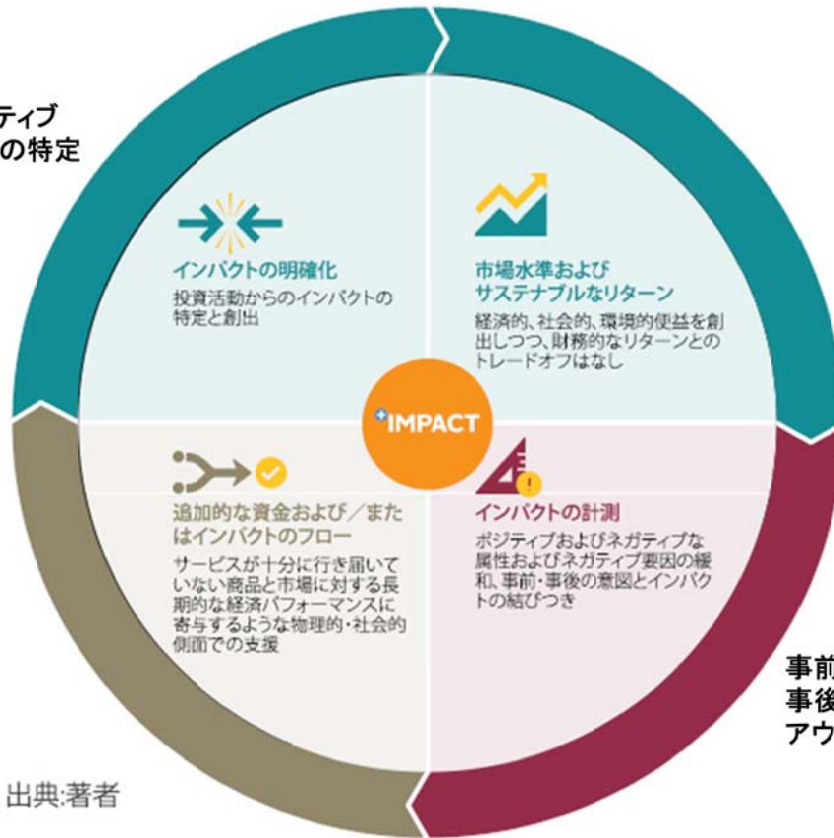 ティブ
の特定
インパクトの明確化
投資活動からのインパクトの
特定と創出
市場水準および
サステナブルなリターン
経済的、社会的、環境的便益を創
出しつつ、財務的なリターンとの
トレードオフはなし
+IMPACT
追加的な資金および／また
はインパクトのフロー
サービスが十分に行き届いて
いない商品と市場に対する長
期的な経済パフォーマンスに
寄与するような物理的・社会的
側面での支援
インパクトの計測
ポジティブおよびネガティブな
属性およびネガティブ要因の緩
和、事前・事後の意図とインパク
トの結びつき
事前
事後
アウ
出典:著者